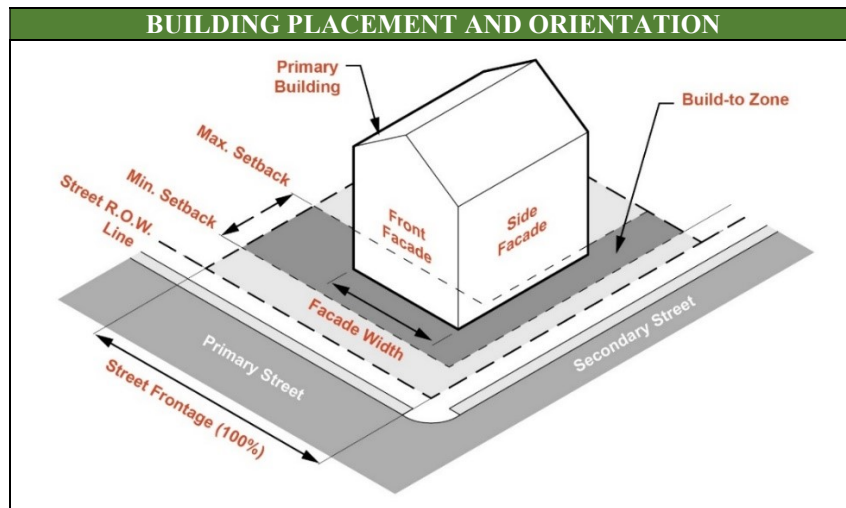 BUILDING PLACEMENT AND ORIENTATION
Primary
Building
Build-to Zone
Max. Setback
Min. Setback
Street R.O.W.
Line
Front
Facade
Side
Facade
Facade Width
Primary Street
Secondary Street
Street Frontage (100%)